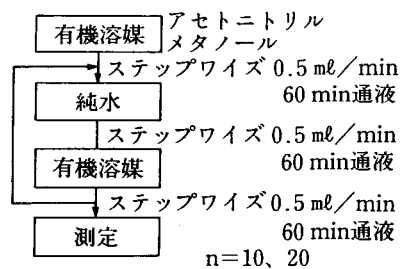 有機溶媒
アセトニトリル
メタノール
ステップワイズ 0.5 ml/min
60 min通液
純水
ステップワイズ 0.5 ml/min
60 min通液
有機溶媒
ステップワイズ 0.5 ml/min
60 min通液
測定
n=10、20